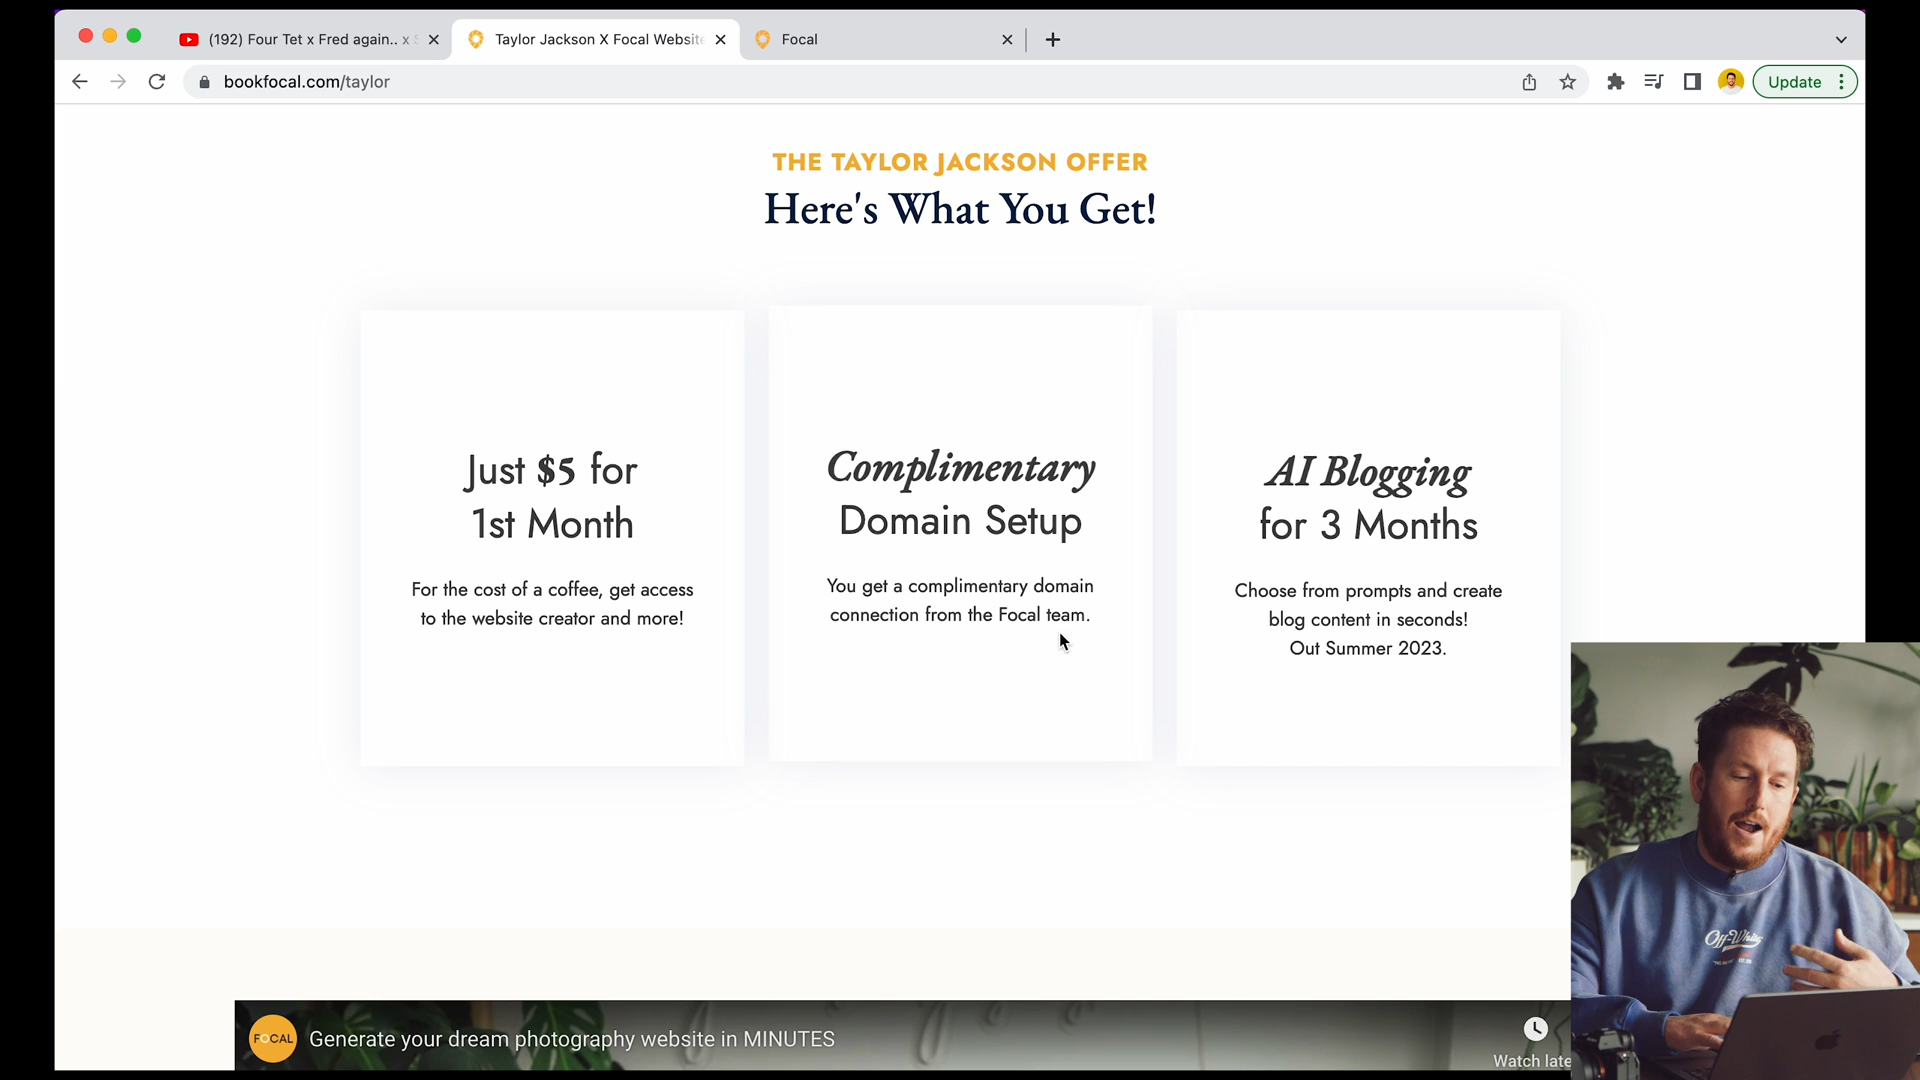 (192) Four Tet x Fred again.. x
Taylor Jackson X Focal Website
Focal
bookfocal.com/taylor
Update
THE TAYLOR JACKSON OFFER
Here's What You Get!
Just $5 for
1st Month
For the cost of a coffee, get access
to the website creator and more!
Complimentary
Domain Setup
You get a complimentary domain
connection from the Focal team.
AI Blogging
for 3 Months
Choose from prompts and create
blog content in seconds!
Out Summer 2023.
FOCAL
Generate your dream photography website in MINUTES
Watch late
Off-White